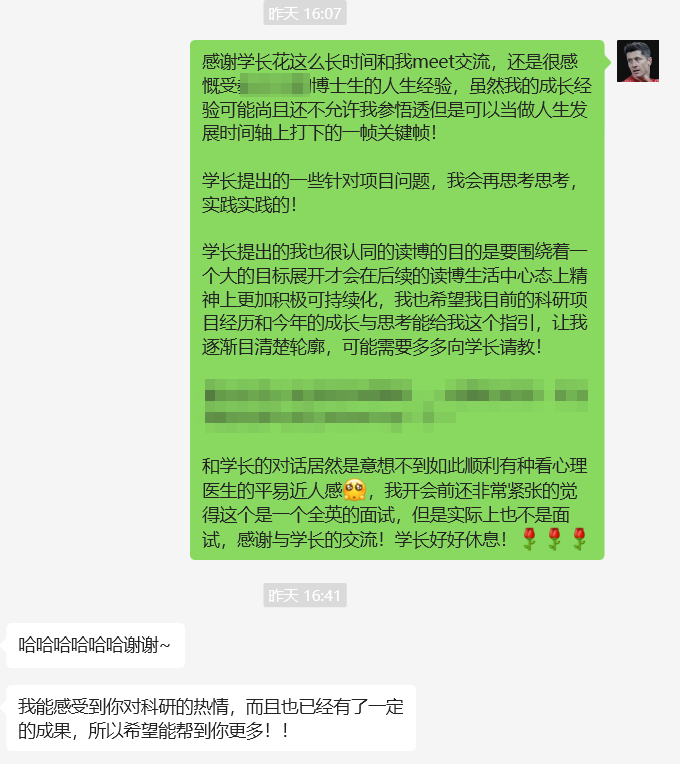 昨天 16:07
感谢学长花这么长时间和我meet交流，还是很感
慨受博士生的人生经验，虽然我的成长经
验可能尚且还不允许我参悟透但是可以当做人生发
展时间轴上打下的一帧关键帧！
学长提出的一些针对项目问题，我会再思考思考，
实践实践的！
学长提出的我也很认同的读博的目的是要围绕着一
个大的目标展开才会在后续的读博生活中心态上精
神上更加积极可持续化，我也希望我目前的科研项
目经历和今年的成长与思考能给我这个指引，让我
逐渐目清楚轮廓，可能需要多多向学长请教！
和学长的对话居然是意想不到如此顺利有种看心理
医生的平易近人感🥺，我开会前还非常紧张的觉
得这个是一个全英的面试，但是实际上也不是面
试，感谢与学长的交流！学长好好休息！🌹🌹🌹
昨天 16:41
哈哈哈哈哈哈谢谢~
我能感受到你对科研的热情，而且也已经有了一定
的成果，所以希望能帮到你更多！！